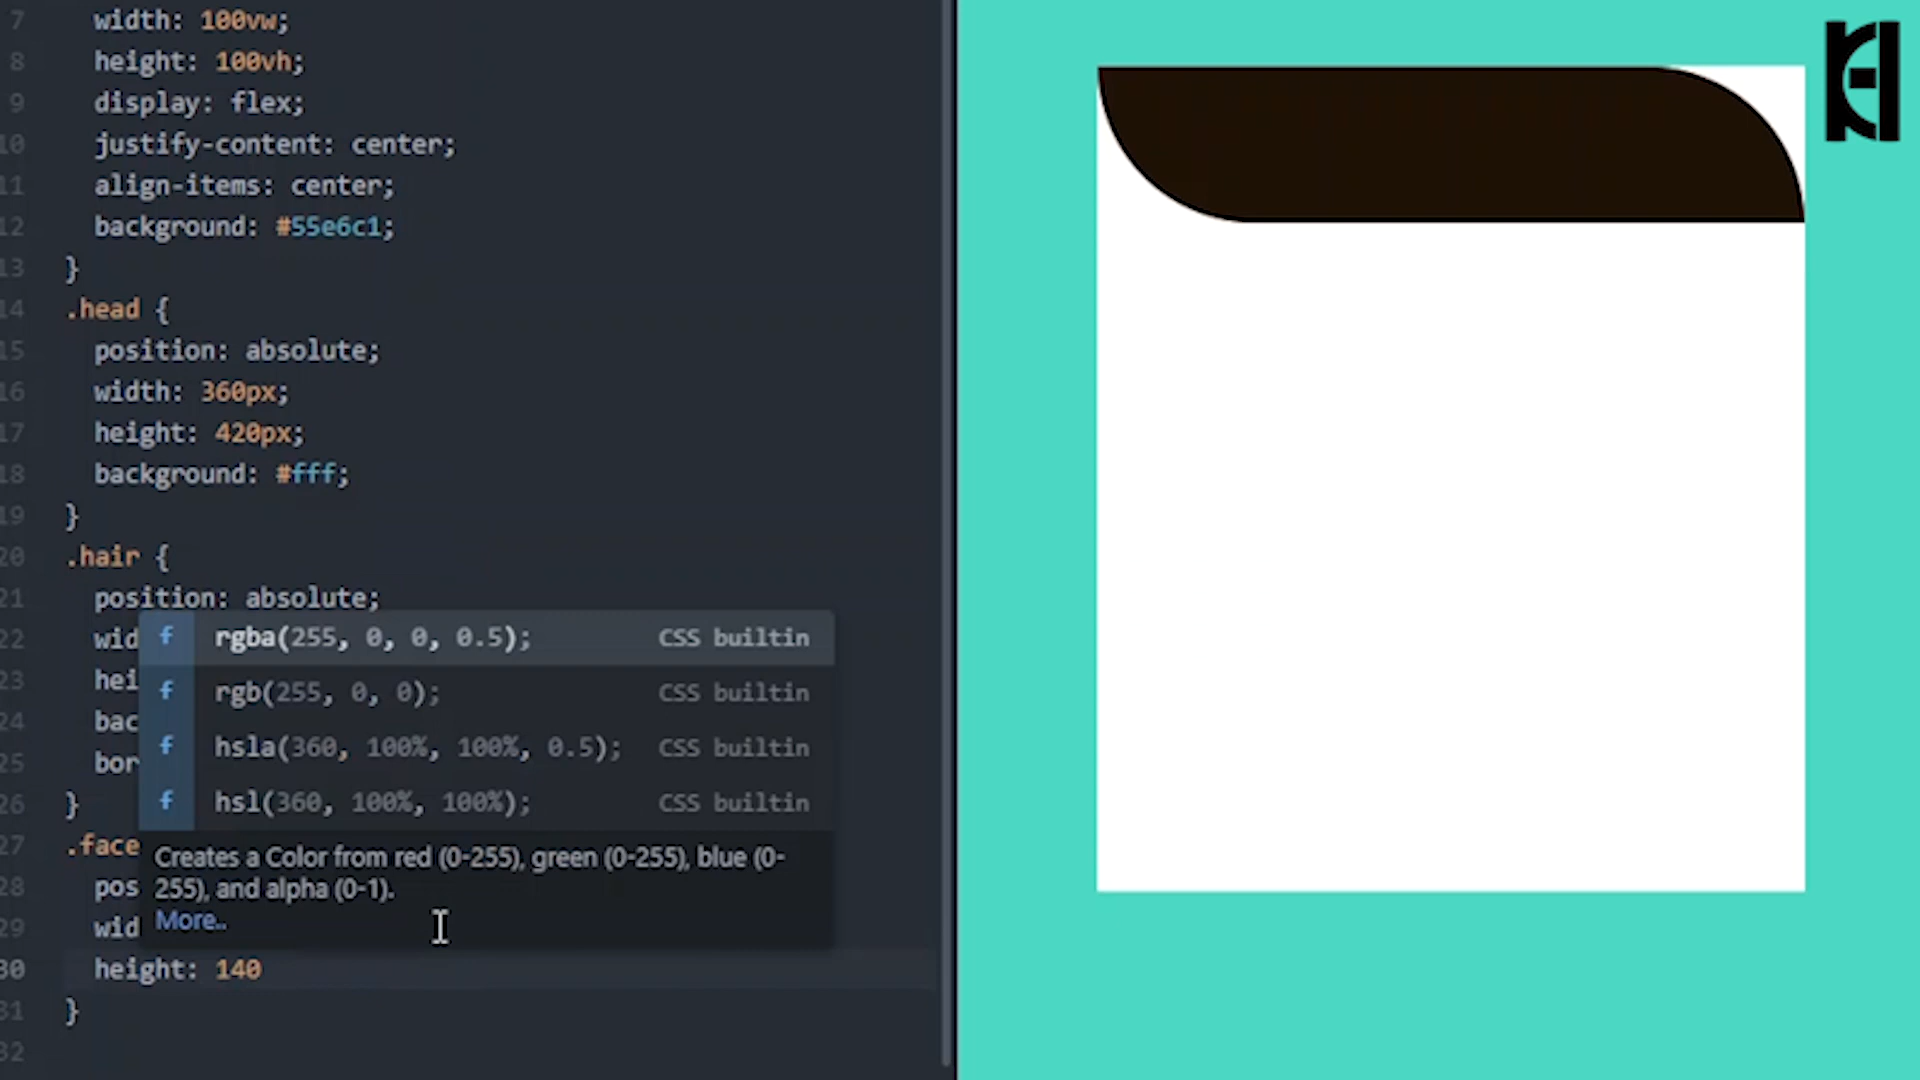 7 width: 100vw;
8 height: 100vh;
9 display: flex;
10 justify-content: center;
11 align-items: center;
12 background: #55e6c1;
13 }
14 .head {
15 position: absolute;
16 width: 360px;
17 height: 420px;
18 background: #fff;
19 }
20 .hair {
21 position: absolute;
22 wid
f rgba(255, 0, 0, 0.5); CSS builtin
23 hei
f rgb(255, 0, 0); CSS builtin
24 bac
f hsla(360, 100%, 100%, 0.5); CSS builtin
25 bor
f hsl(360, 100%, 100%); CSS builtin
26 }
27 .face
Creates a Color from red (0-255), green (0-255), blue (0-
28 pos
255), and alpha (0-1).
More..
29 wid
30 height: 140
31 }
32